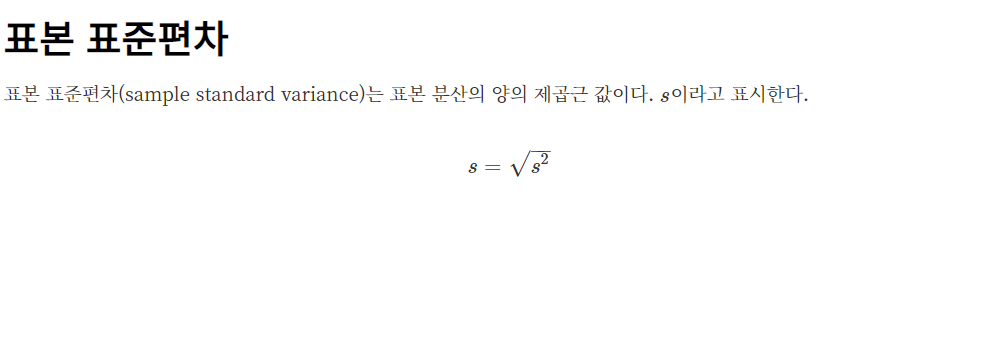 표본 표준편차
표본 표준편차(sample standard variance)는 표본 분산의 양의 제곱근 값이다. s이라고 표시한다.
s = √s²